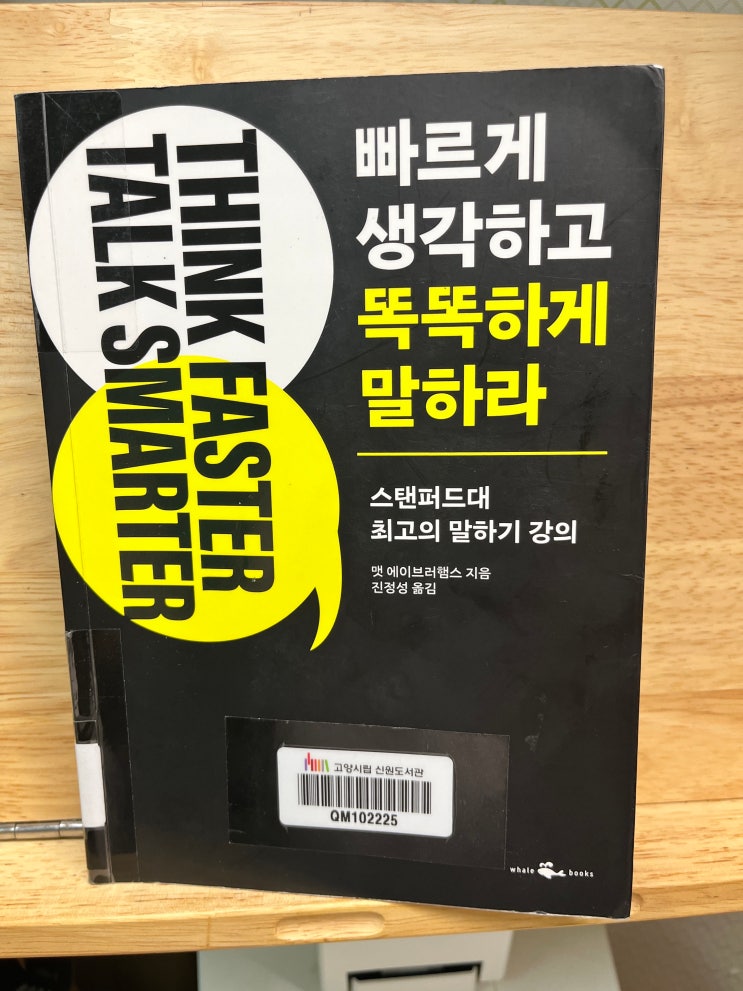 THINK FASTER
TALK SMARTER
빠르게
생각하고
똑똑하게
말하라
스탠퍼드대
최고의 말하기 강의
맷 에이브러햄스 지음
진정성 옮김
고양시립 신원도서관
QM102225
whale books